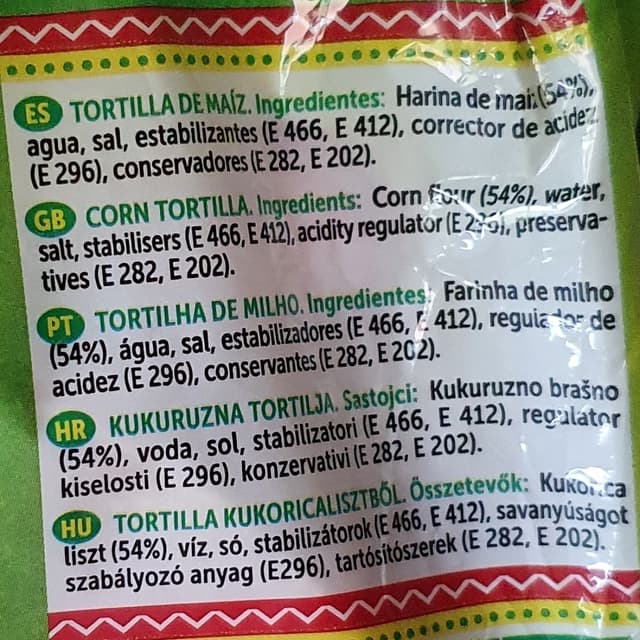 ES TORTILLA DE MAÍZ. Ingredientes: Harina de maíz (54%),
agua, sal, estabilizantes (E 466, E 412), corrector de acidez
(E 296), conservadores (E 282, E 202).
GB CORN TORTILLA. Ingredients: Corn flour (54%), water,
salt, stabilisers (E 466, E 412), acidity regulator (E 296), preserva-
tives (E 282, E 202).
PT TORTILHA DE MILHO. Ingredientes: Farinha de milho
(54%), água, sal, estabilizadores (E 466, E 412), regulador de
acidez (E 296), conservantes (E 282, E 202).
HR KUKURUZNA TORTILJA. Sastojci: Kukuruzno brašno
(54%), voda, sol, stabilizatori (E 466, E 412), regulator
kiselosti (E 296), konzervativi (E 282, E 202).
HU TORTILLA KUKORICALISZTBŐL. Összetevők: Kukorica
liszt (54%), víz, só, stabilizátorok (E 466, E 412), savanyúságot
szabályozó anyag (E296), tartósítószerek (E 282, E 202).